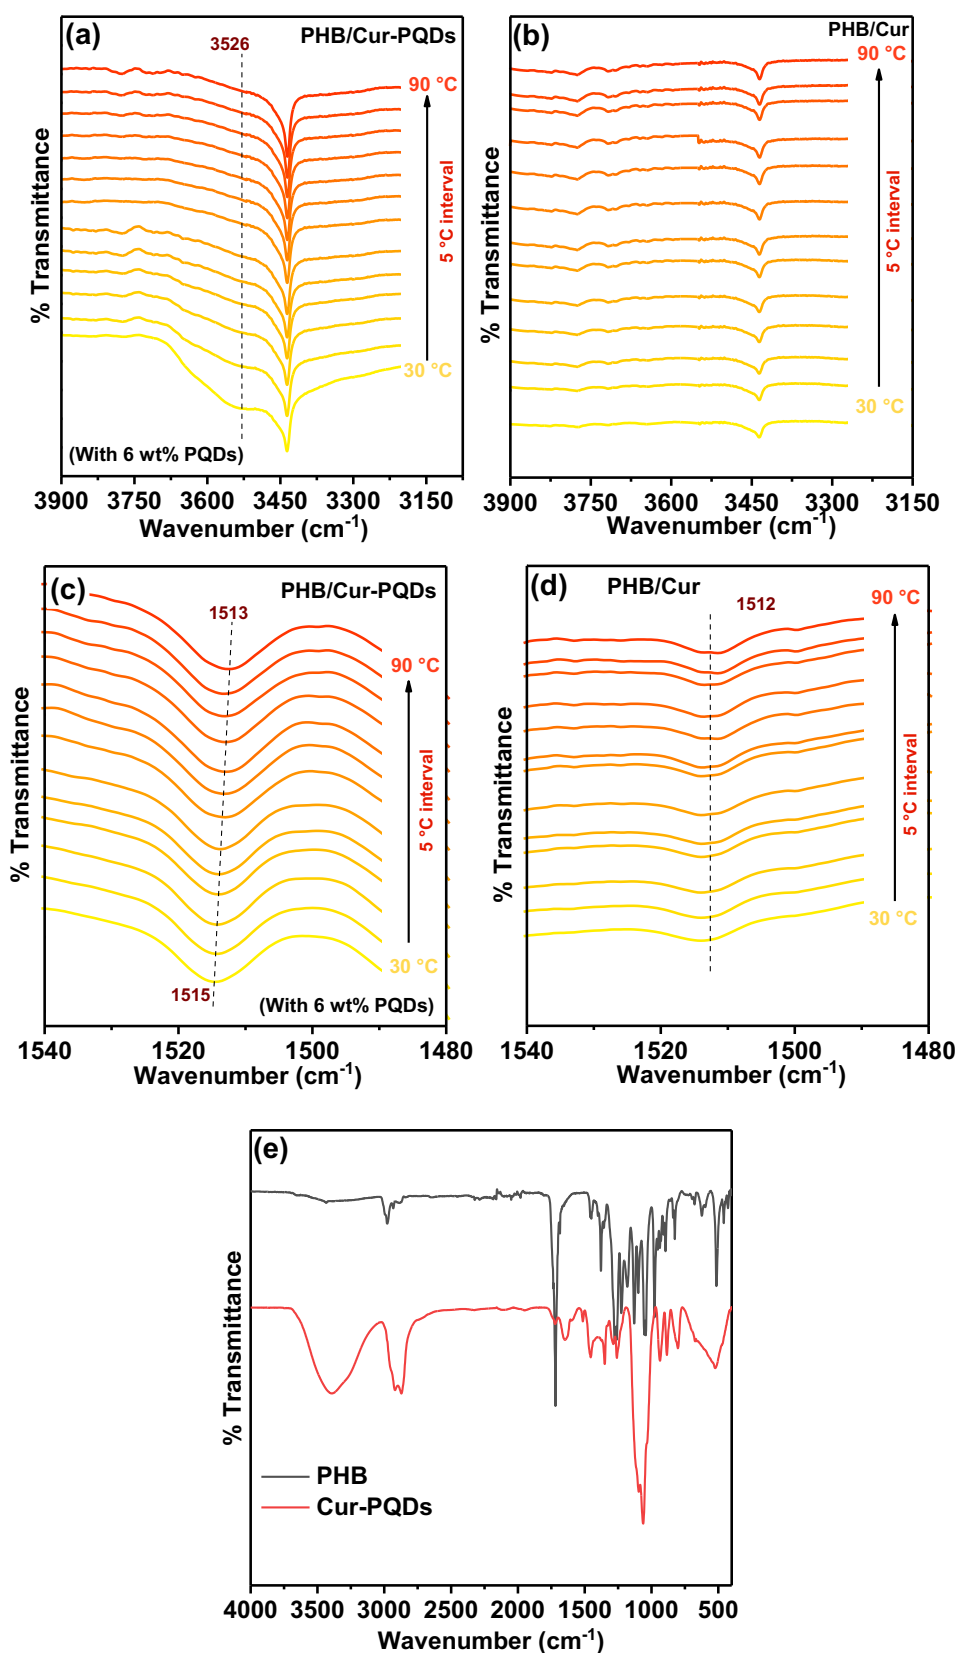 (a)
PHB/Cur-PQDs
3526
90 °C
5 °C interval
30 °C
(With 6 wt% PQDs)
% Transmittance
3900 3750 3600 3450 3300 3150
Wavenumber (cm⁻¹)
(b)
PHB/Cur
90 °C
5 °C interval
30 °C
% Transmittance
3900 3750 3600 3450 3300 3150
Wavenumber (cm⁻¹)
(c)
PHB/Cur-PQDs
1513
90 °C
5 °C interval
30 °C
1515
(With 6 wt% PQDs)
% Transmittance
1540 1520 1500 1480
Wavenumber (cm⁻¹)
(d)
PHB/Cur
1512
90 °C
5 °C interval
30 °C
% Transmittance
1540 1520 1500 1480
Wavenumber (cm⁻¹)
(e)
% Transmittance
PHB
Cur-PQDs
4000 3500 3000 2500 2000 1500 1000 500
Wavenumber (cm⁻¹)